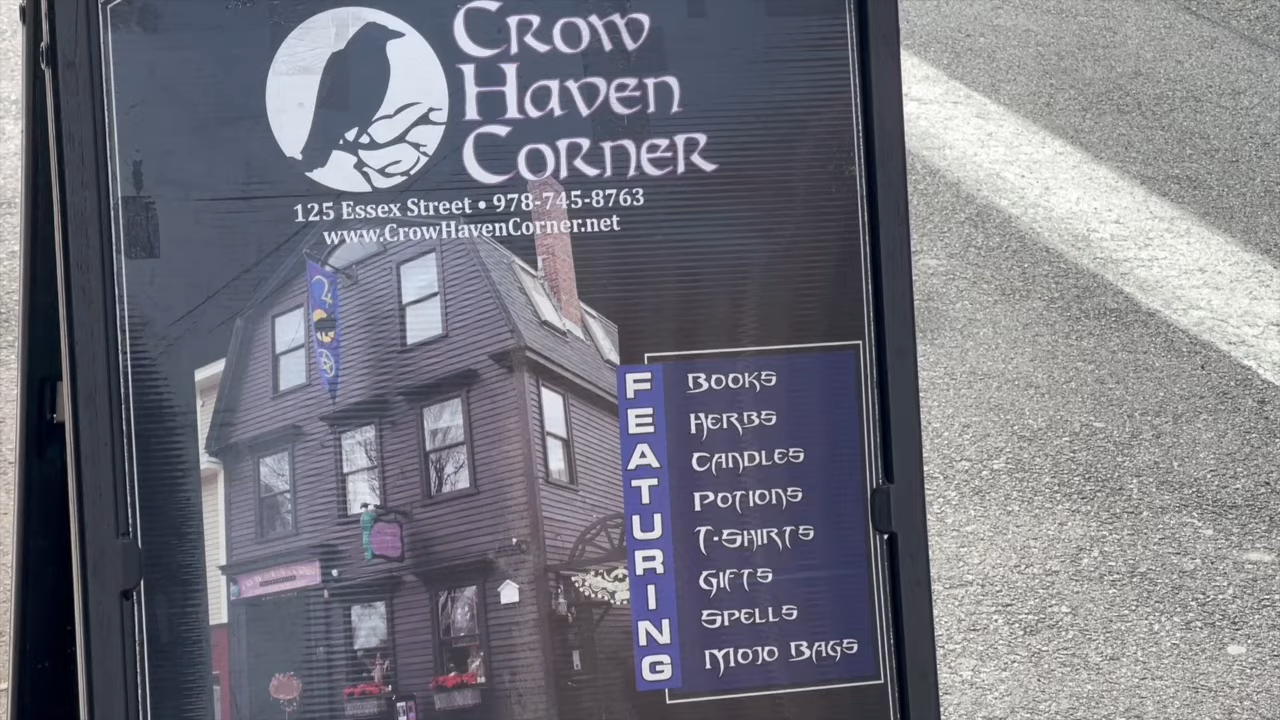 Crow
Haven
Corner
125 Essex Street • 978-745-8763
www.CrowHavenCorner.net
FEATURING
Books
Herbs
Candles
Potions
T-Shirts
Gifts
Spells
Mojo Bags